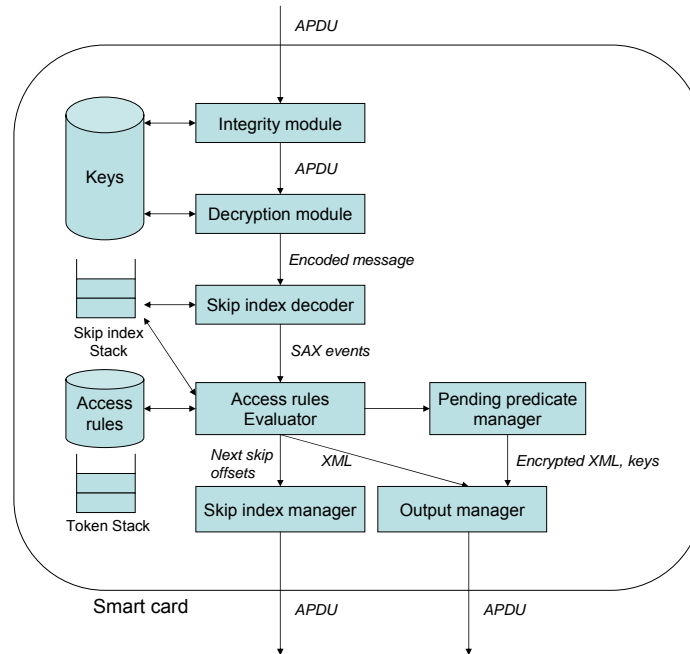 APDU
Integrity module
Keys
APDU
Decryption module
Encoded message
Skip index decoder
Skip index
Stack
SAX events
Access
rules
Access rules
Evaluator
Pending predicate
manager
Next skip
offsets
XML
Encrypted XML, keys
Token Stack
Skip index manager
Output manager
Smart card
APDU
APDU